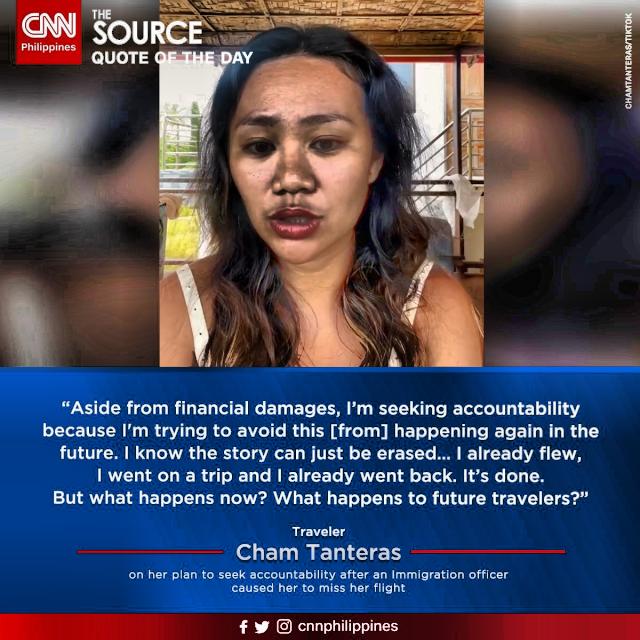 CNN
Philippines
THE
SOURCE
QUOTE OF THE DAY
CHAMTANTERAS/TIKTOK
“Aside from financial damages, I’m seeking accountability
because I'm trying to avoid this [from] happening again in the
future. I know the story can just be erased... I already flew,
I went on a trip and I already went back. It’s done.
But what happens now? What happens to future travelers?”
Traveler
Cham Tanteras
on her plan to seek accountability after an Immigration officer
caused her to miss her flight
cnnphilippines